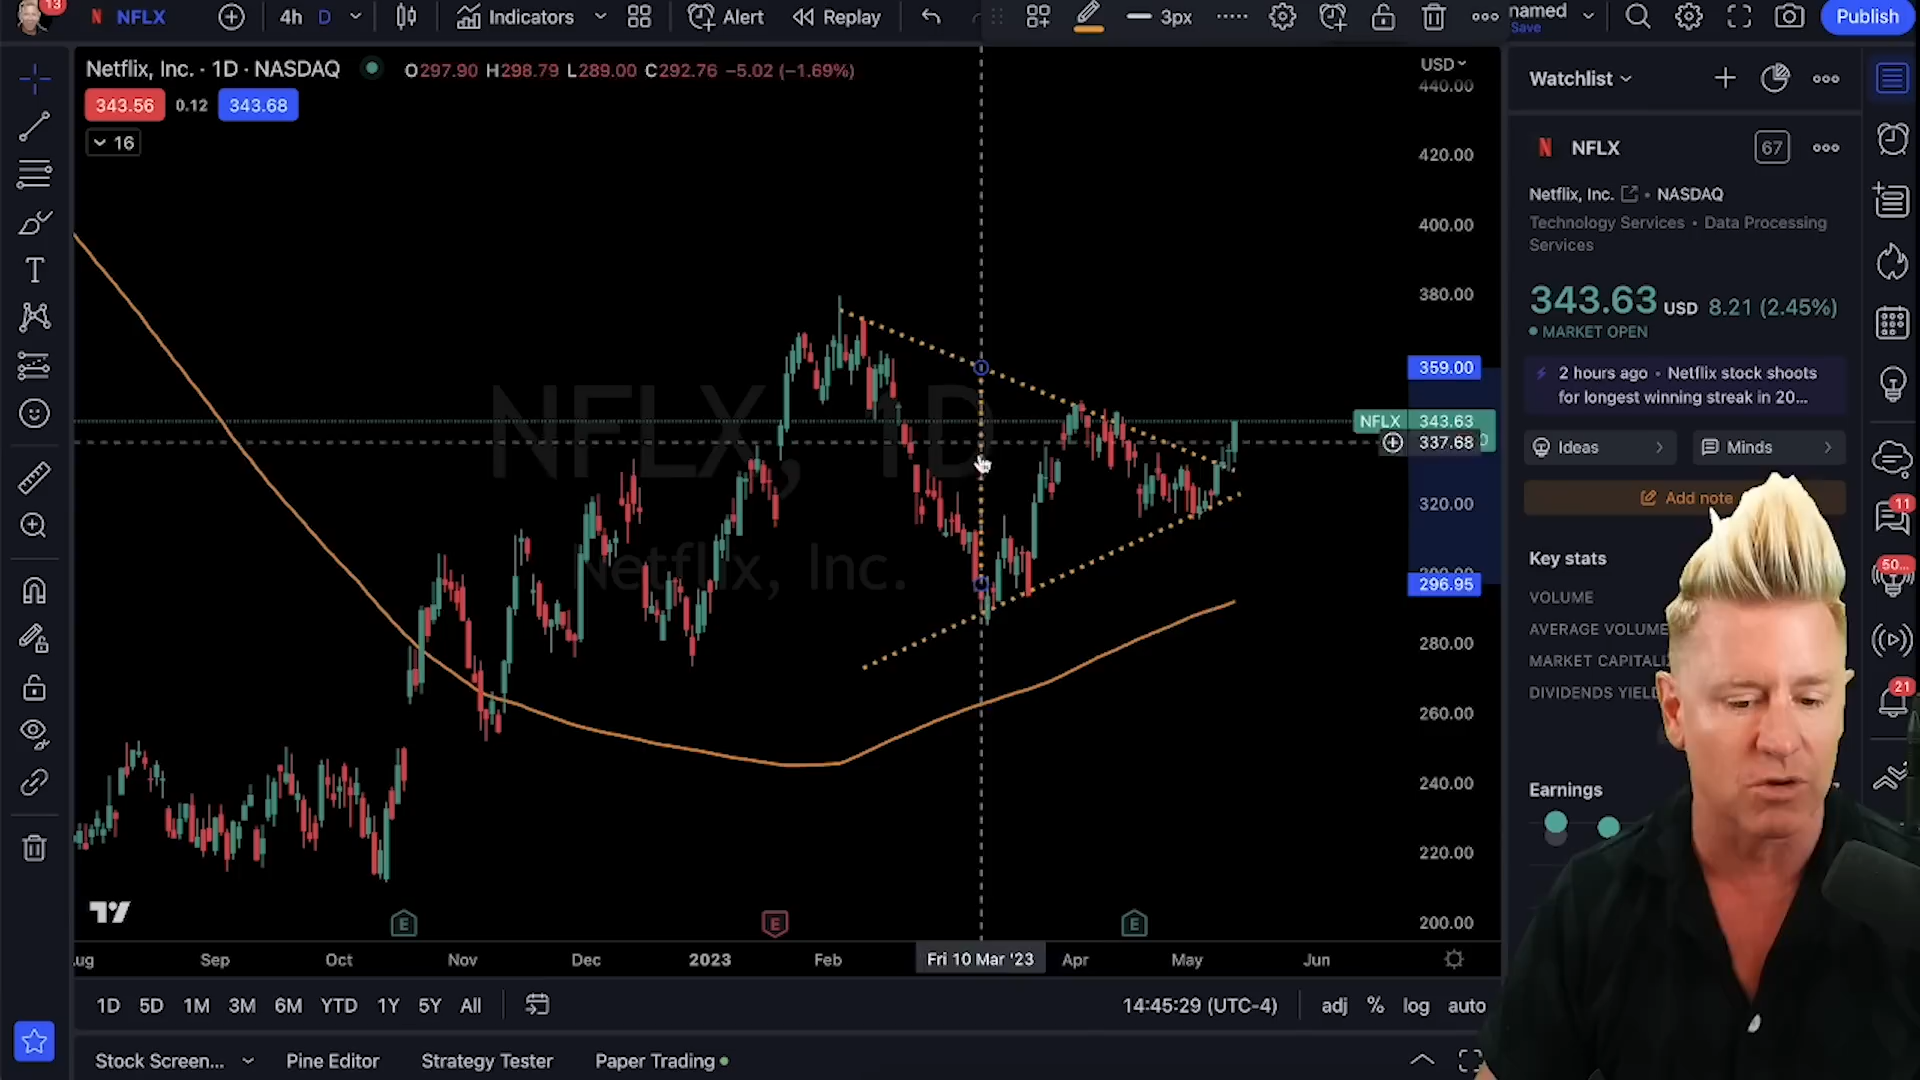 13
NFLX
4h
D
Indicators
Alert
Replay
3px
named
Save
Publish
Netflix, Inc. · 1D · NASDAQ
O297.90 H298.79 L289.00 C292.76 −5.02 (−1.69%)
343.56
0.12
343.68
16
USD
440.00
420.00
400.00
380.00
359.00
NFLX 343.63
337.68
320.00
296.95
280.00
260.00
240.00
220.00
200.00
NFLX, 1D
Netflix, Inc.
E
E
E
Sep
Oct
Nov
Dec
2023
Feb
Fri 10 Mar '23
Apr
May
Jun
1D
5D
1M
3M
6M
YTD
1Y
5Y
All
14:45:29 (UTC-4)
adj
%
log
auto
Stock Screen...
Pine Editor
Strategy Tester
Paper Trading
Watchlist
NFLX
67
Netflix, Inc.
• NASDAQ
Technology Services • Data Processing
Services
343.63 USD 8.21 (2.45%)
MARKET OPEN
2 hours ago • Netflix stock shoots
for longest winning streak in 20...
Ideas
Minds
Add note
Key stats
VOLUME
AVERAGE VOLUME
MARKET
DIVIDENDS
Earnings
11
50...
21